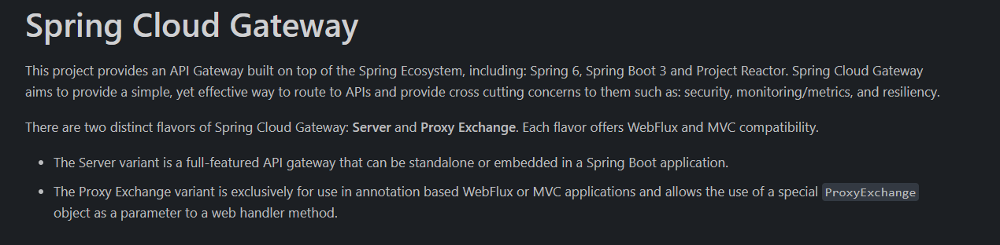 Spring Cloud Gateway
This project provides an API Gateway built on top of the Spring Ecosystem, including: Spring 6, Spring Boot 3 and Project Reactor. Spring Cloud Gateway
aims to provide a simple, yet effective way to route to APIs and provide cross cutting concerns to them such as: security, monitoring/metrics, and resiliency.
There are two distinct flavors of Spring Cloud Gateway: Server and Proxy Exchange. Each flavor offers WebFlux and MVC compatibility.
• The Server variant is a full-featured API gateway that can be standalone or embedded in a Spring Boot application.
• The Proxy Exchange variant is exclusively for use in annotation based WebFlux or MVC applications and allows the use of a special ProxyExchange
object as a parameter to a web handler method.